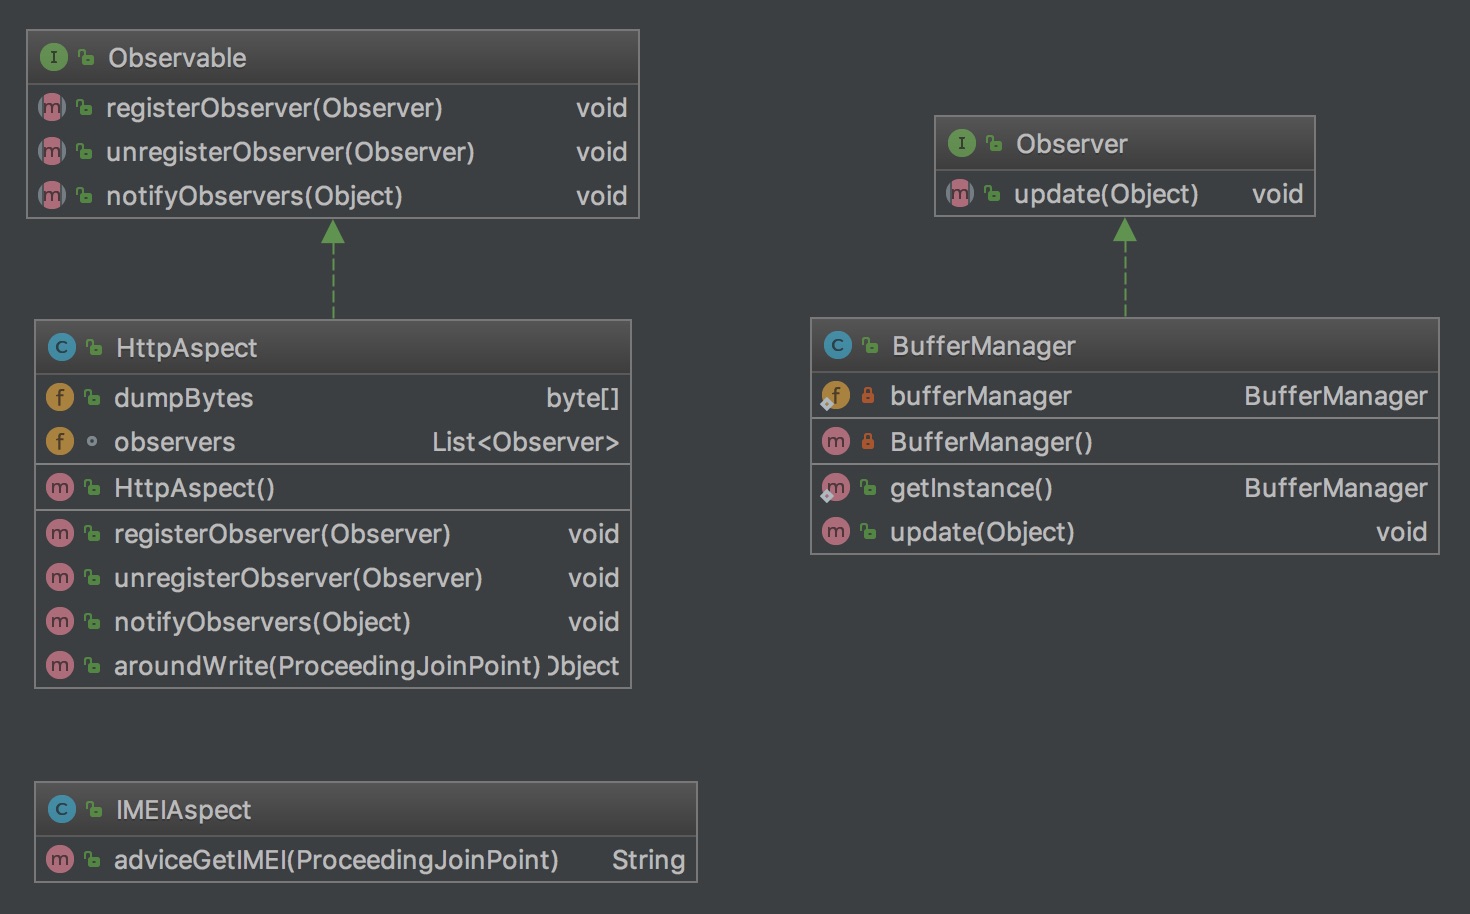 I Observable
m registerObserver(Observer) void
m unregisterObserver(Observer) void
m notifyObservers(Object) void
I Observer
m update(Object) void
C HttpAspect
f dumpBytes byte[]
f observers List<Observer>
m HttpAspect()
m registerObserver(Observer) void
m unregisterObserver(Observer) void
m notifyObservers(Object) void
m aroundWrite(ProceedingJoinPoint) Object
C BufferManager
f bufferManager BufferManager
m BufferManager()
m getInstance() BufferManager
m update(Object) void
C IMEIAspect
m adviceGetIMEI(ProceedingJoinPoint) String